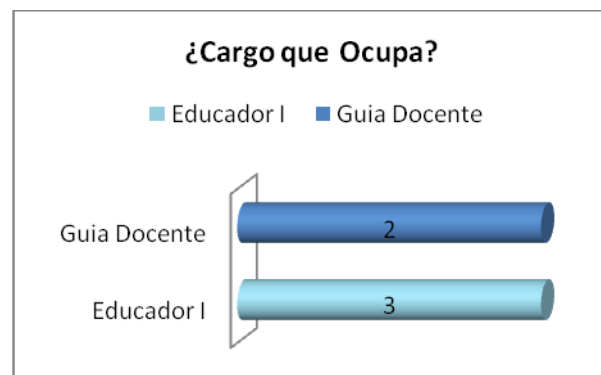 ¿Cargo que Ocupa?
Educador I Guia Docente
Guia Docente 2
Educador I 3